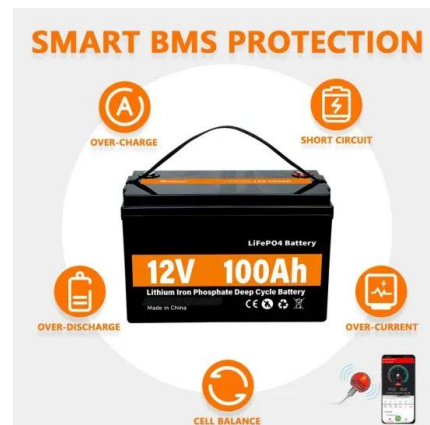 SMART BMS PROTECTION
A
OVER-CHARGE
SHORT CIRCUIT
LiFePO4 Battery
12V 100Ah
Lithium Iron Phosphate Deep Cycle Battery
Made in China
CE
OVER-DISCHARGE
OVER-CURRENT
CELL BALANCE